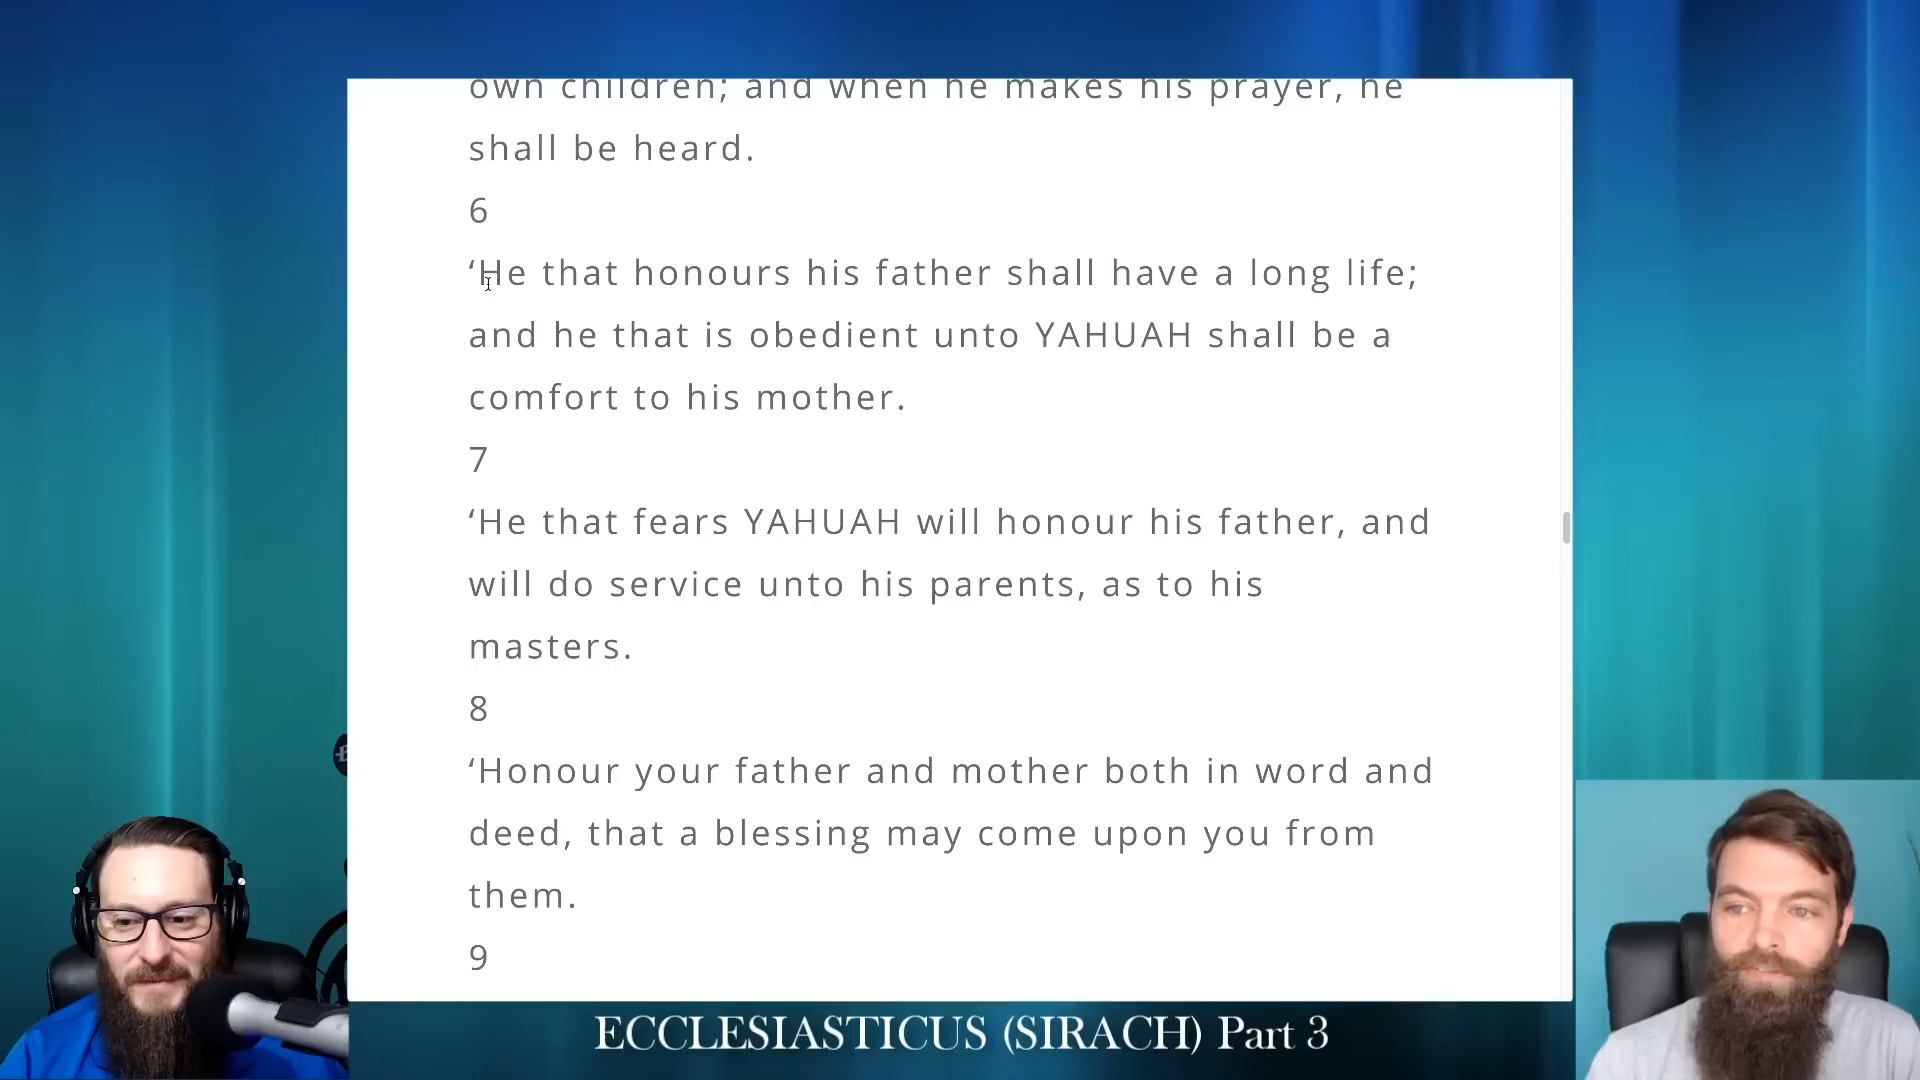 own children; and when he makes his prayer, he
shall be heard.
6
‘He that honours his father shall have a long life;
and he that is obedient unto YAHUAH shall be a
comfort to his mother.
7
‘He that fears YAHUAH will honour his father, and
will do service unto his parents, as to his
masters.
8
‘Honour your father and mother both in word and
deed, that a blessing may come upon you from
them.
9
ECCLESIASTICUS (SIRACH) Part 3